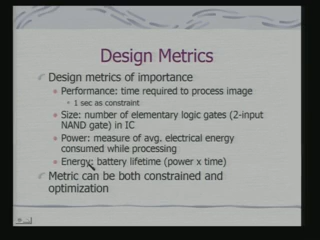 Design Metrics
Design metrics of importance
Performance: time required to process image
1 sec as constraint
Size: number of elementary logic gates (2-input
NAND gate) in IC
Power: measure of avg. electrical energy
consumed while processing
Energy: battery lifetime (power x time)
Metric can be both constrained and
optimization